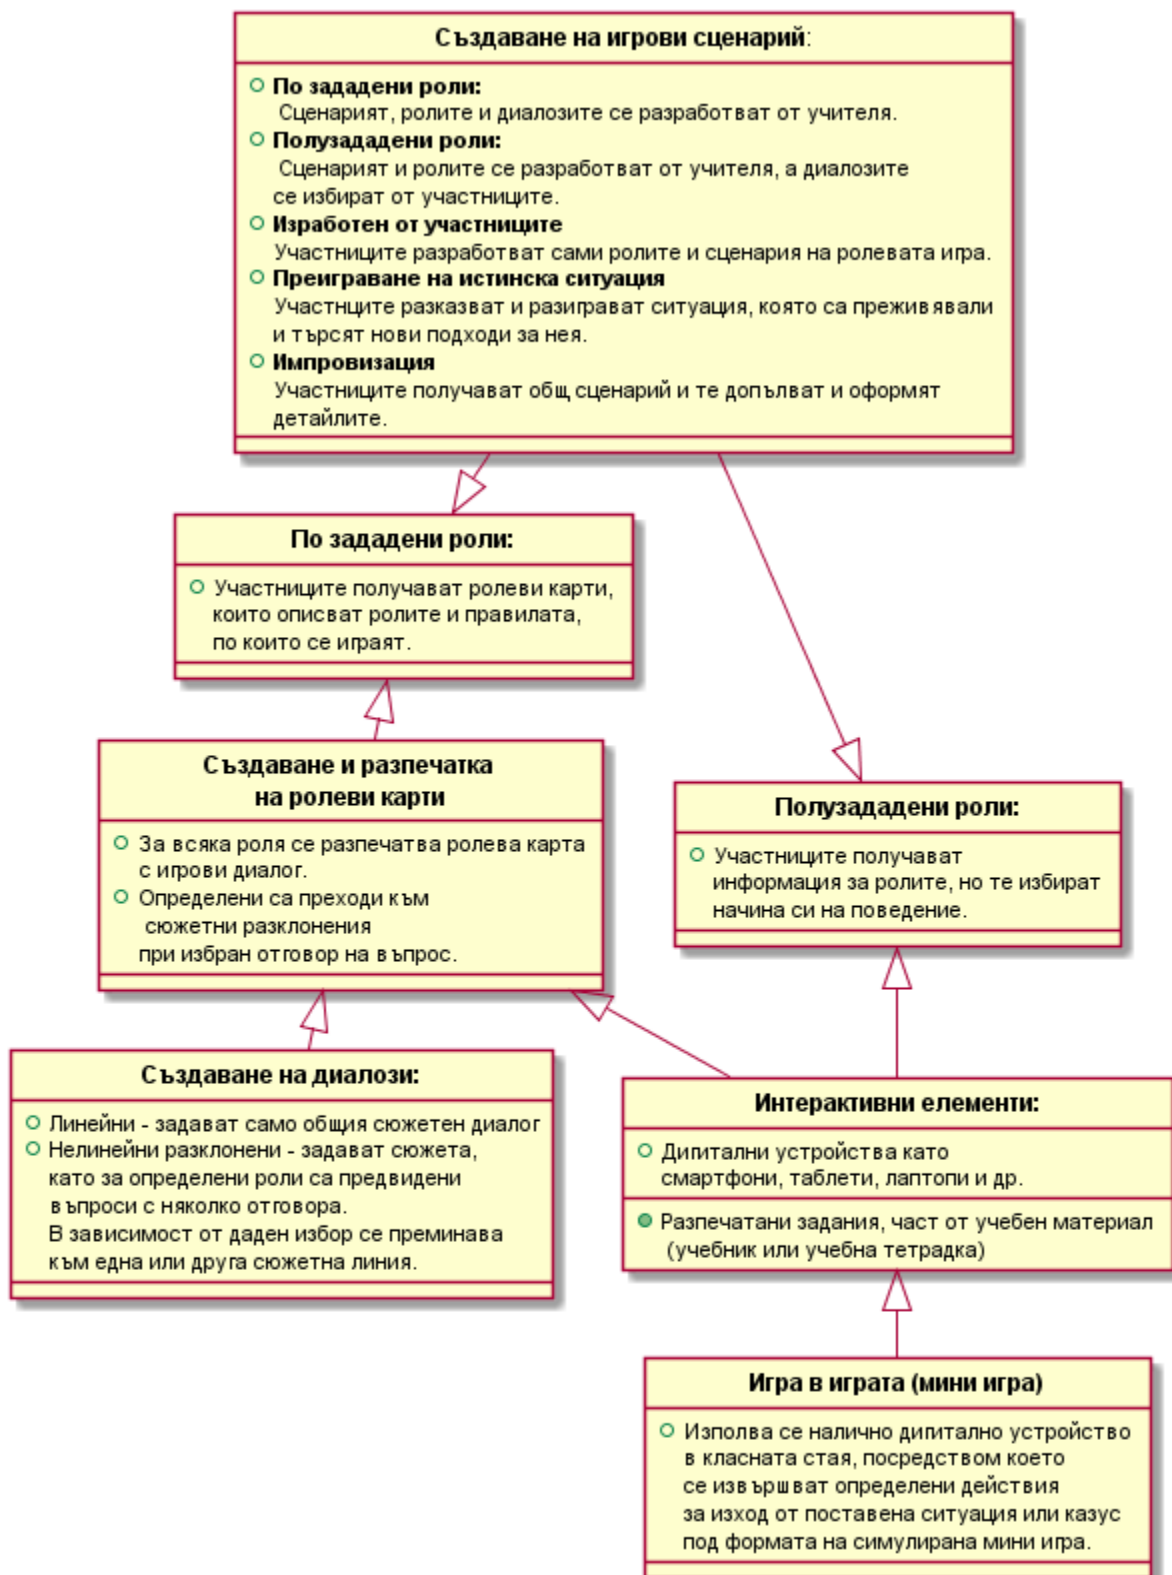 Създаване на игрови сценарий:
По зададени роли:
Сценарият, ролите и диалозите се разработват от учителя.
Полузададени роли:
Сценарият и ролите се разработват от учителя, а диалозите
се избират от участниците.
Изработен от участниците
Участниците разработват сами ролите и сценария на ролевата игра.
Преиграване на истинска ситуация
Участнците разказват и разиграват ситуация, която са преживявали
и търсят нови подходи за нея.
Импровизация
Участниците получават общ сценарий и те допълват и оформят
детайлите.
По зададени роли:
Участниците получават ролеви карти,
които описват ролите и правилата,
по които се играят.
Създаване и разпечатка
на ролеви карти
За всяка роля се разпечатва ролева карта
с игрови диалог.
Определени са преходи към
сюжетни разклонения
при избран отговор на въпрос.
Полузададени роли:
Участниците получават
информация за ролите, но те избират
начина си на поведение.
Създаване на диалози:
Линейни - задават само общия сюжетен диалог
Нелинейни разклонени - задават сюжета,
като за определени роли са предвидени
въпроси с няколко отговора.
В зависимост от даден избор се преминава
към една или друга сюжетна линия.
Интерактивни елементи:
Дигитални устройства като
смартфони, таблети, лаптопи и др.
Разпечатани задания, част от учебен материал
(учебник или учебна тетрадка)
Игра в играта (мини игра)
Използва се налично дигитално устройство
в класната стая, посредством което
се извършват определени действия
за изход от поставена ситуация или казус
под формата на симулирана мини игра.